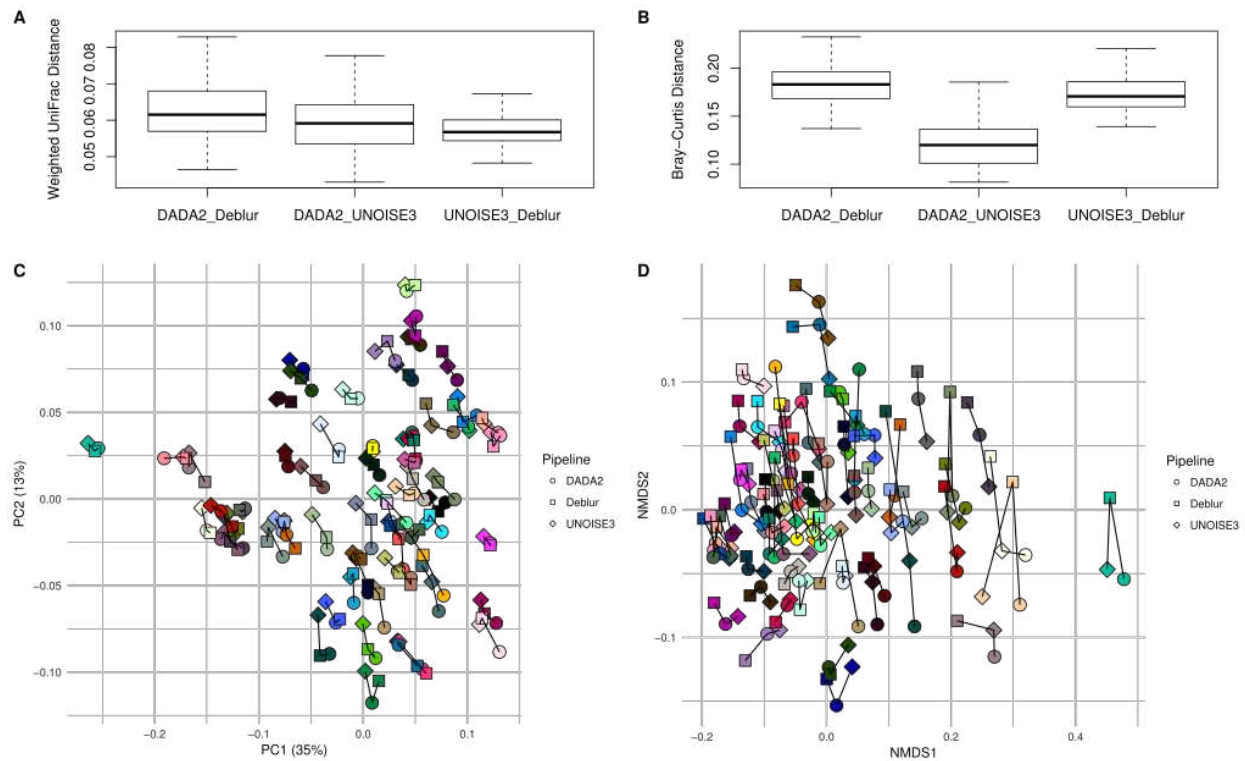 A
Weighted UniFrac Distance
0.05 0.06 0.07 0.08
DADA2_Deblur DADA2_UNOISE3 UNOISE3_Deblur
B
Bray−Curtis Distance
0.10 0.15 0.20
DADA2_Deblur DADA2_UNOISE3 UNOISE3_Deblur
C
PC2 (13%)
0.10
0.05
0.00
−0.05
−0.10
−0.2 −0.1 0.0 0.1
PC1 (35%)
Pipeline
DADA2
Deblur
UNOISE3
D
NMDS2
0.1
0.0
−0.1
−0.2 0.0 0.2 0.4
NMDS1
Pipeline
DADA2
Deblur
UNOISE3